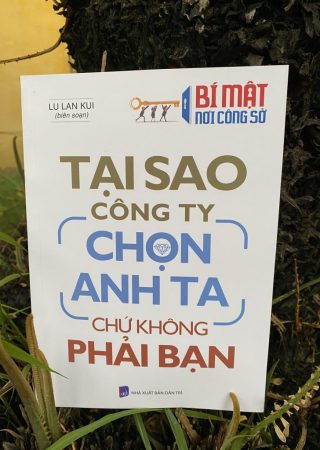 LU LAN KUI
(biên soạn)
BÍ MẬT
NƠI CÔNG SỞ
TẠI SAO
CÔNG TY
CHỌN
ANH TA
CHỨ KHÔNG
PHẢI BẠN
NHÀ XUẤT BẢN DÂN TRÍ